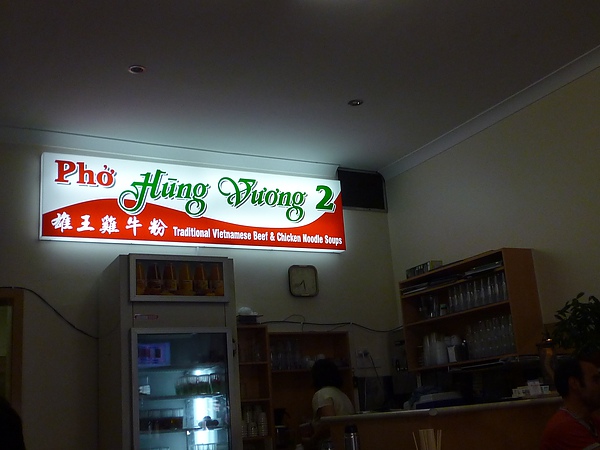 Phở Hùng Vương 2
雄王雞牛粉 Traditional Vietnamese Beef & Chicken Noodle Soups